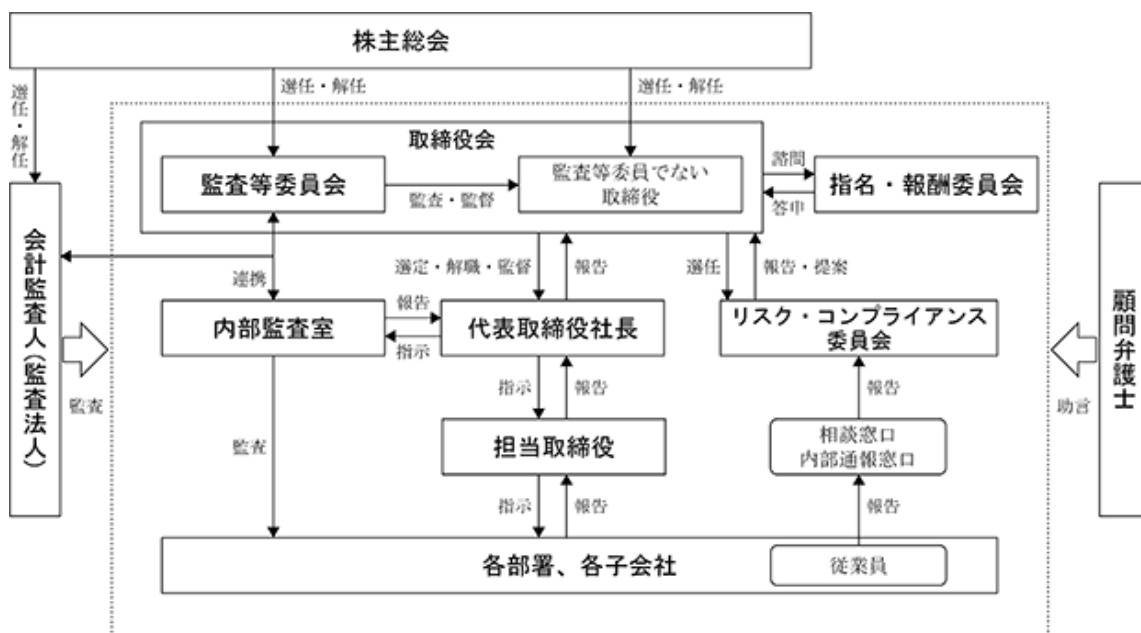 株主総会
選任・解任
選任・解任
選任・解任
取締役会
監査等委員会
監査・監督
監査等委員でない
取締役
諮問
答申
指名・報酬委員会
会計監査人(監査法人)
監査
連携
選定・解職・監督
報告
選任
報告・提案
内部監査室
報告
指示
代表取締役社長
リスク・コンプライアンス
委員会
顧問弁護士
助言
指示
報告
報告
監査
担当取締役
相談窓口
内部通報窓口
指示
報告
報告
各部署、各子会社
従業員